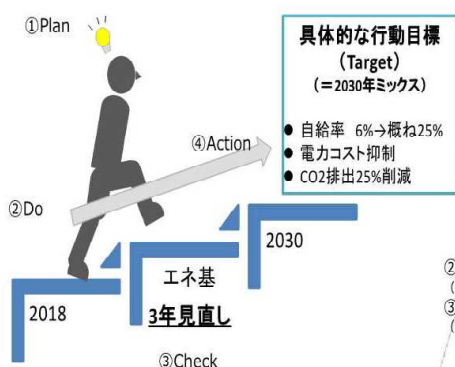 ①Plan
具体的な行動目標
(Target)
(＝2030年ミックス)
● 自給率 6%→概ね25%
● 電力コスト抑制
● CO2排出25%削減
④Action
②Do
2030
エネ基
3年見直し
2018
③Check
②
③